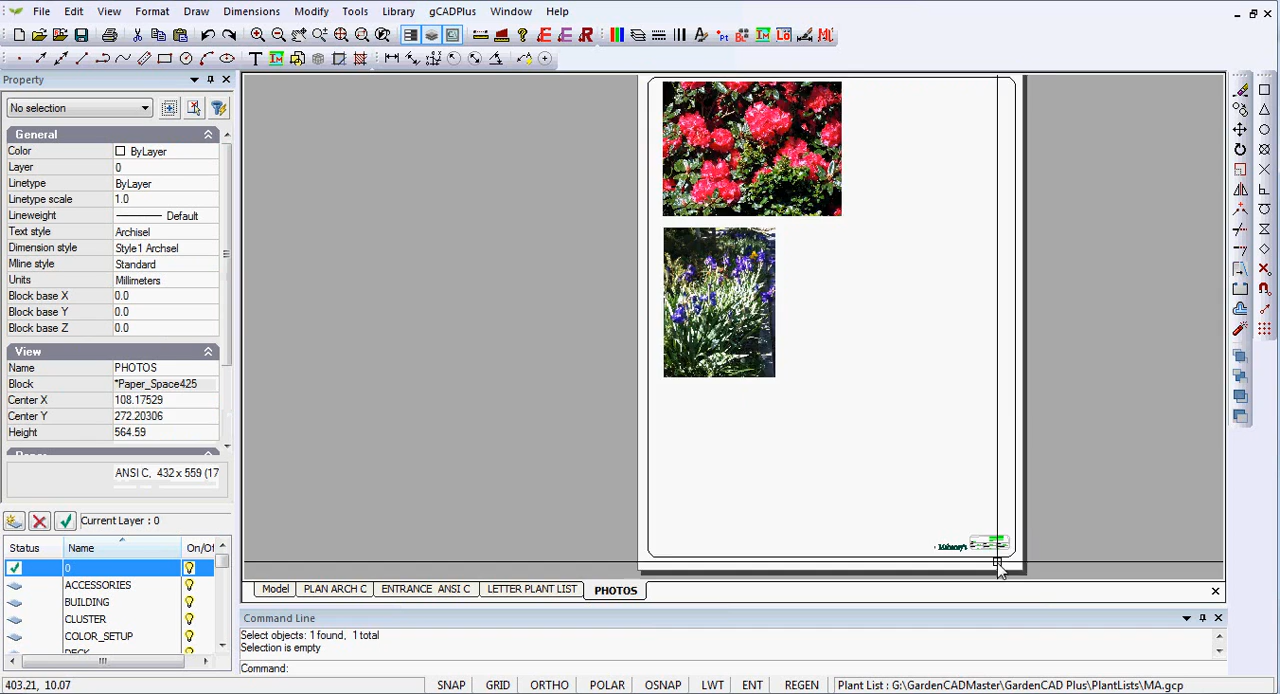 File Edit View Format Draw Dimensions Modify Tools Library gCADPlus Window Help
Property
No selection
General
Color ByLayer
Layer 0
Linetype ByLayer
Linetype scale 1.0
Lineweight Default
Text style Archisel
Dimension style Style1 Archsel
Mline style Standard
Units Millimeters
Block base X 0.0
Block base Y 0.0
Block base Z 0.0
View
Name PHOTOS
Block *Paper_Space425
Center X 108.17529
Center Y 272.20306
Height 564.59
ANSI C, 432 x 559 (17
Current Layer : 0
Status Name On/Of
0
ACCESSORIES
BUILDING
CLUSTER
COLOR_SETUP
DECK
Model PLAN ARCH C ENTRANCE ANSI C LETTER PLANT LIST PHOTOS
Command Line
Select objects: 1 found, 1 total
Selection is empty
Command:
403.21, 10.07 SNAP GRID ORTHO POLAR OSNAP LWT ENT REGEN Plant List : G:\GardenCADMaster\GardenCAD Plus\PlantLists\MA.gcp